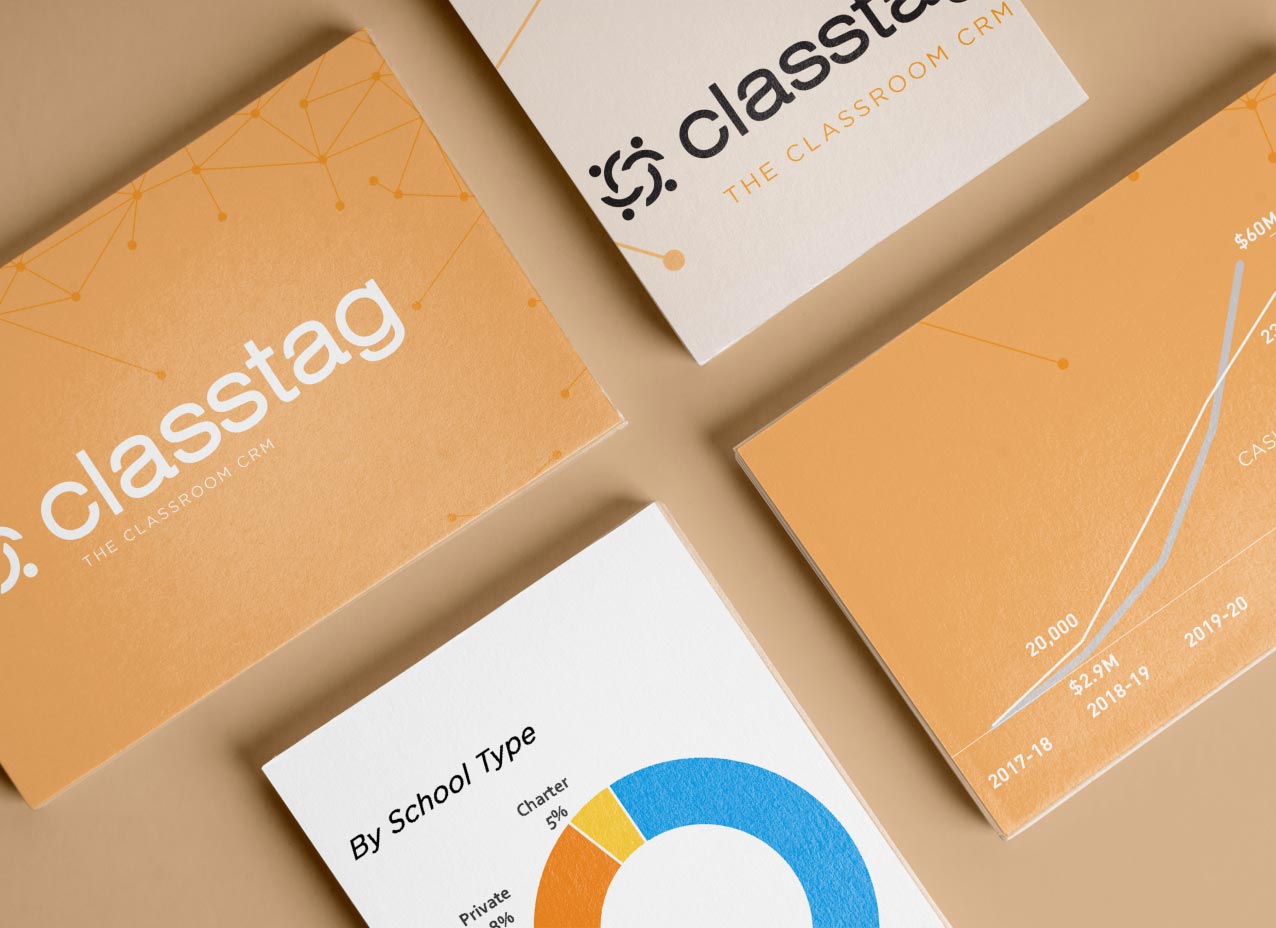 classtag
THE CLASSROOM CRM
classtag
THE CLASSROOM CRM
$60M
20,000
$2.9M
2017-18
2018-19
2019-20
By School Type
Charter
5%
Private